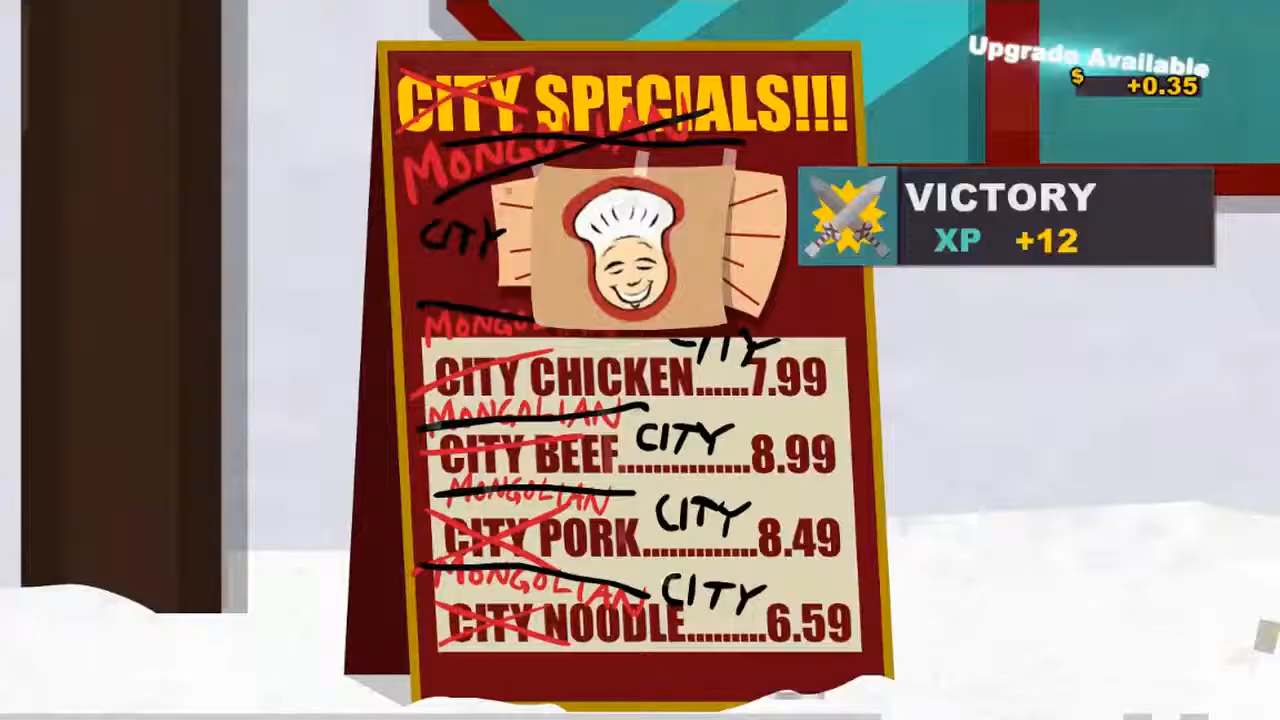 CITY SPECIALS!!!
MONGOLIAN
CITY
MONGOLIAN
CITY
CITY CHICKEN......7.99
MONGOLIAN
CITY
CITY BEEF...............8.99
MONGOLIAN
CITY
CITY PORK.............8.49
MONGOLIAN
CITY
CITY NOODLE.........6.59
Upgrade Available
$ +0.35
VICTORY
XP +12